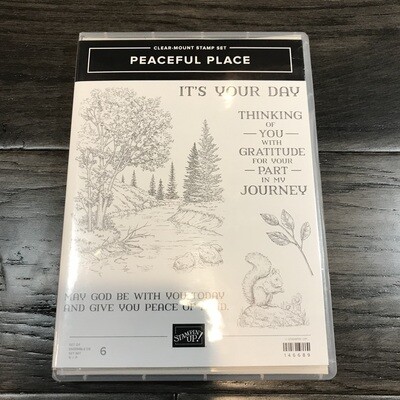 CLEAR-MOUNT STAMP SET
PEACEFUL PLACE
IT'S YOUR DAY
THINKING
OF
YOU
WITH
GRATITUDE
FOR YOUR
PART
IN MY
JOURNEY
MAY GOD BE WITH YOU TODAY
AND GIVE YOU PEACE OF
STAMPIN' UP!
6